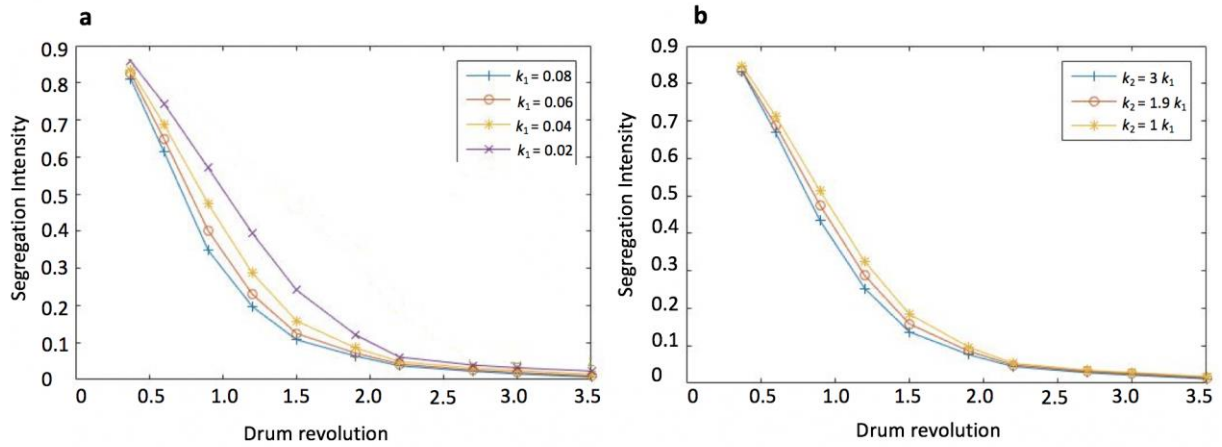 a
0.9
0.8
0.7
0.6
0.5
0.4
0.3
0.2
0.1
0
Segregation Intensity
k1 = 0.08
k1 = 0.06
k1 = 0.04
k1 = 0.02
0 0.5 1.0 1.5 2.0 2.5 3.0 3.5
Drum revolution
b
0.9
0.8
0.7
0.6
0.5
0.4
0.3
0.2
0.1
0
Segregation Intensity
k2 = 3 k1
k2 = 1.9 k1
k2 = 1 k1
0 0.5 1.0 1.5 2.0 2.5 3.0 3.5
Drum revolution